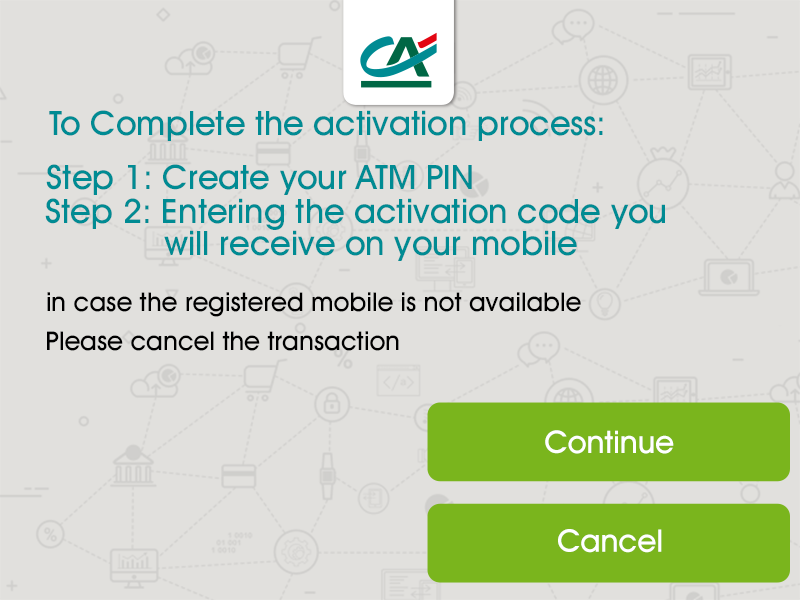 CA
To Complete the activation process:
Step 1: Create your ATM PIN
Step 2: Entering the activation code you
will receive on your mobile
in case the registered mobile is not available
Please cancel the transaction
Continue
Cancel